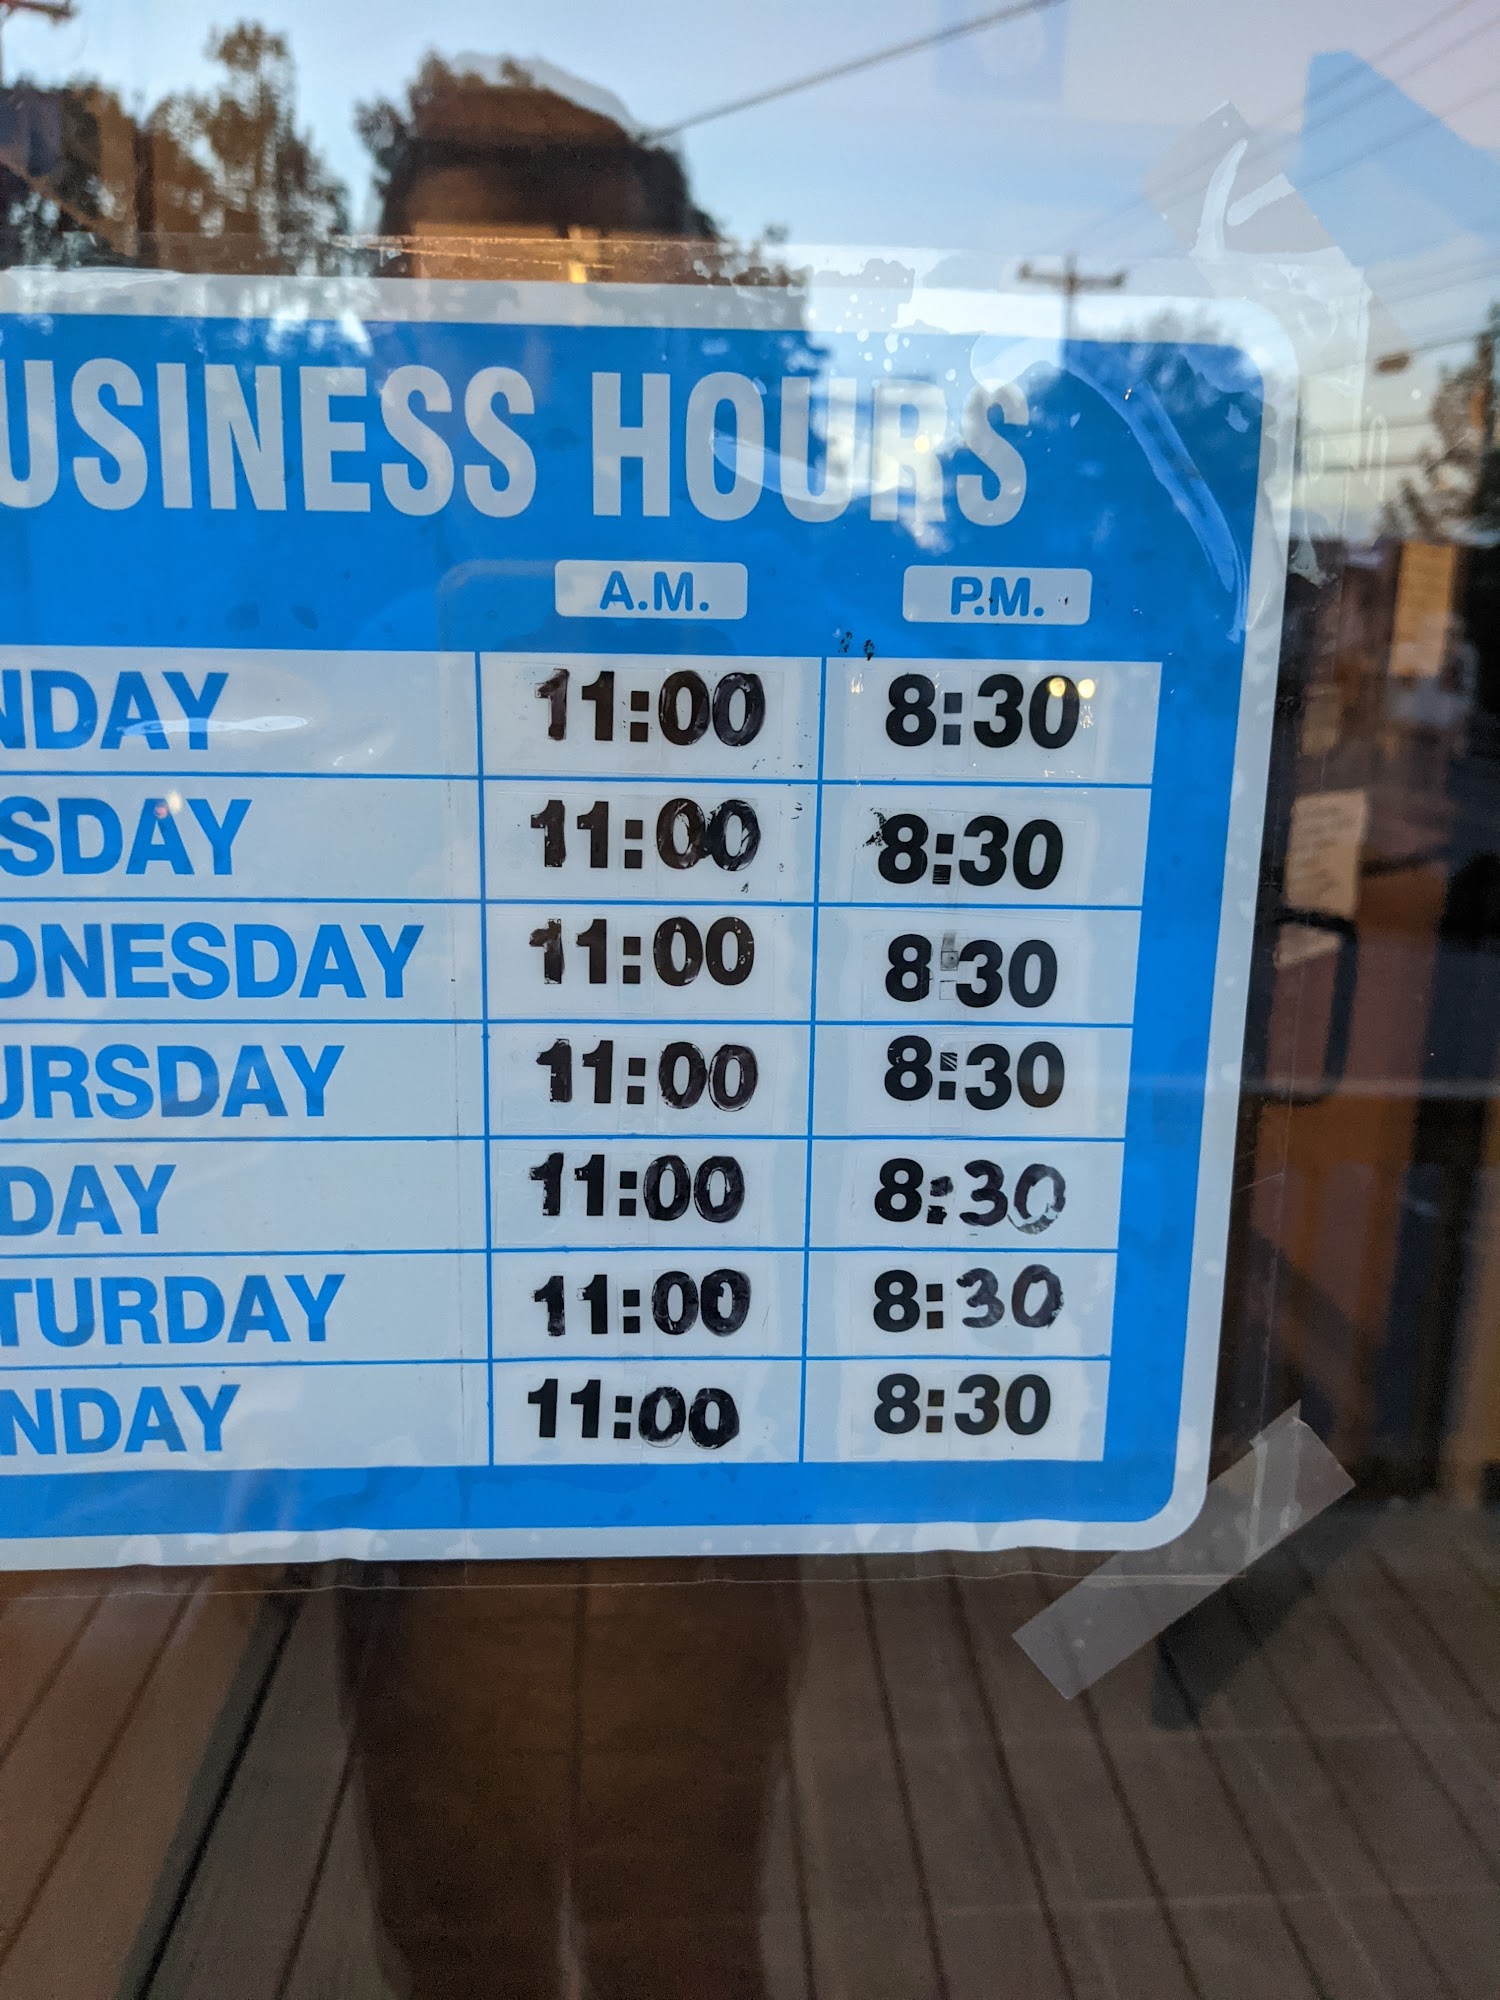 USINESS HOURS
A.M. P.M.
NDAY 11:00 8:30
SDAY 11:00 8:30
DNESDAY 11:00 8:30
URSDAY 11:00 8:30
DAY 11:00 8:30
TURDAY 11:00 8:30
NDAY 11:00 8:30